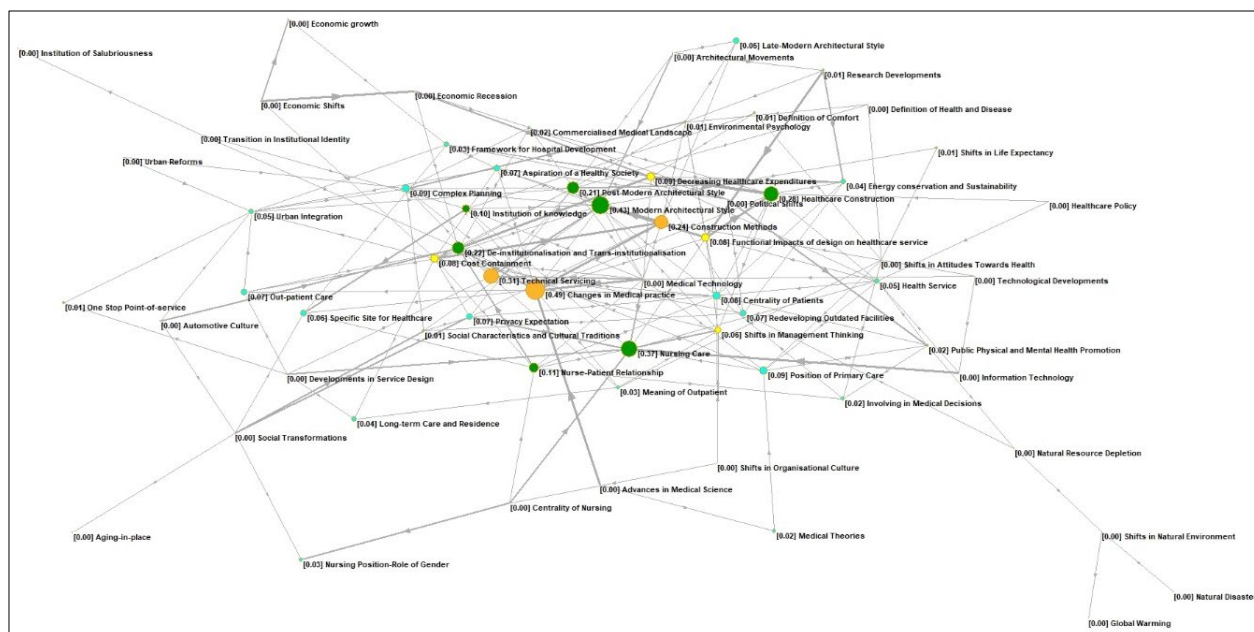 [0.00] Economic growth
[0.05] Late-Modern Architectural Style
[0.00] Institution of Salubriousness
[0.00] Architectural Movements
[0.01] Research Developments
[0.00] Economic Recession
[0.00] Economic Shifts
[0.00] Definition of Health and Disease
[0.01] Definition of Comfort
[0.01] Environmental Psychology
[0.02] Commercialised Medical Landscape
[0.00] Transition in Institutional Identity
[0.03] Framework for Hospital Development
[0.01] Shifts in Life Expectancy
[0.00] Urban-Reforms
[0.07] Aspiration of a Healthy Society
[0.09] Decreasing Healthcare Expenditures
[0.04] Energy conservation and Sustainability
[0.09] Complex Planning
[0.21] Post-Modern Architectural Style
[0.28] Healthcare Construction
[0.00] Political Shifts
[0.00] Healthcare Policy
[0.43] Modern Architectural Style
[0.05] Urban Integration
[0.10] Institution of knowledge
[0.24] Construction Methods
[0.08] Functional Impacts of design on healthcare service
[0.22] De-institutionalisation and Trans-institutionalisation
[0.08] Cost Containment
[0.00] Shifts in Attitudes Towards Health
[0.31] Technical Servicing
[0.00] Medical Technology
[0.00] Technological Developments
[0.05] Health Service
[0.49] Changes in Medical practice
[0.07] Out-patient Care
[0.08] Centrality of Patients
[0.01] One Stop Point-of-service
[0.06] Specific Site for Healthcare
[0.07] Privacy Expectation
[0.07] Redeveloping Outdated Facilities
[0.00] Automotive Culture
[0.01] Social Characteristics and Cultural Traditions
[0.06] Shifts in Management Thinking
[0.37] Nursing Care
[0.02] Public Physical and Mental Health Promotion
[0.11] Nurse-Patient Relationship
[0.09] Position of Primary Care
[0.00] Information Technology
[0.00] Developments in Service Design
[0.03] Meaning of Outpatient
[0.02] Involving in Medical Decisions
[0.04] Long-term Care and Residence
[0.00] Social Transformations
[0.00] Natural Resource Depletion
[0.00] Shifts in Organisational Culture
[0.00] Advances in Medical Science
[0.00] Centrality of Nursing
[0.02] Medical Theories
[0.00] Aging-in-place
[0.00] Shifts in Natural Environment
[0.03] Nursing Position-Role of Gender
[0.00] Natural Disaste
[0.00] Global Warming